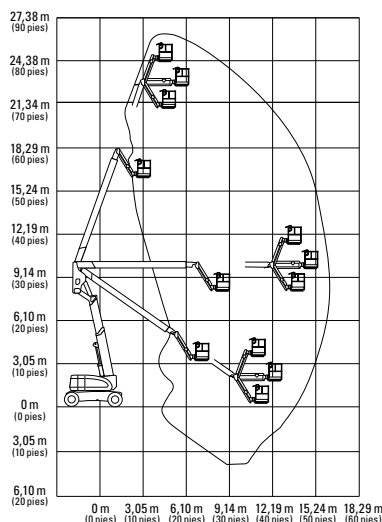 27,38 m
(90 pies)
24,38 m
(80 pies)
21,34 m
(70 pies)
18,29 m
(60 pies)
15,24 m
(50 pies)
12,19 m
(40 pies)
9,14 m
(30 pies)
6,10 m
(20 pies)
3,05 m
(10 pies)
0 m
(0 pies)
3,05 m
(10 pies)
6,10 m
(20 pies)
0 m 3,05 m 6,10 m 9,14 m 12,19 m 15,24 m 18,29 m
(0 pies) (10 pies) (20 pies) (30 pies) (40 pies) (50 pies) (60 pies)